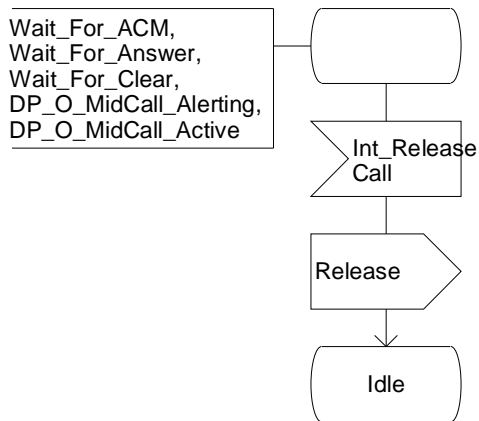 Wait_For_ACM,
Wait_For_Answer,
Wait_For_Clear,
DP_O_MidCall_Alerting,
DP_O_MidCall_Active
Int_Release
Call
Release
Idle